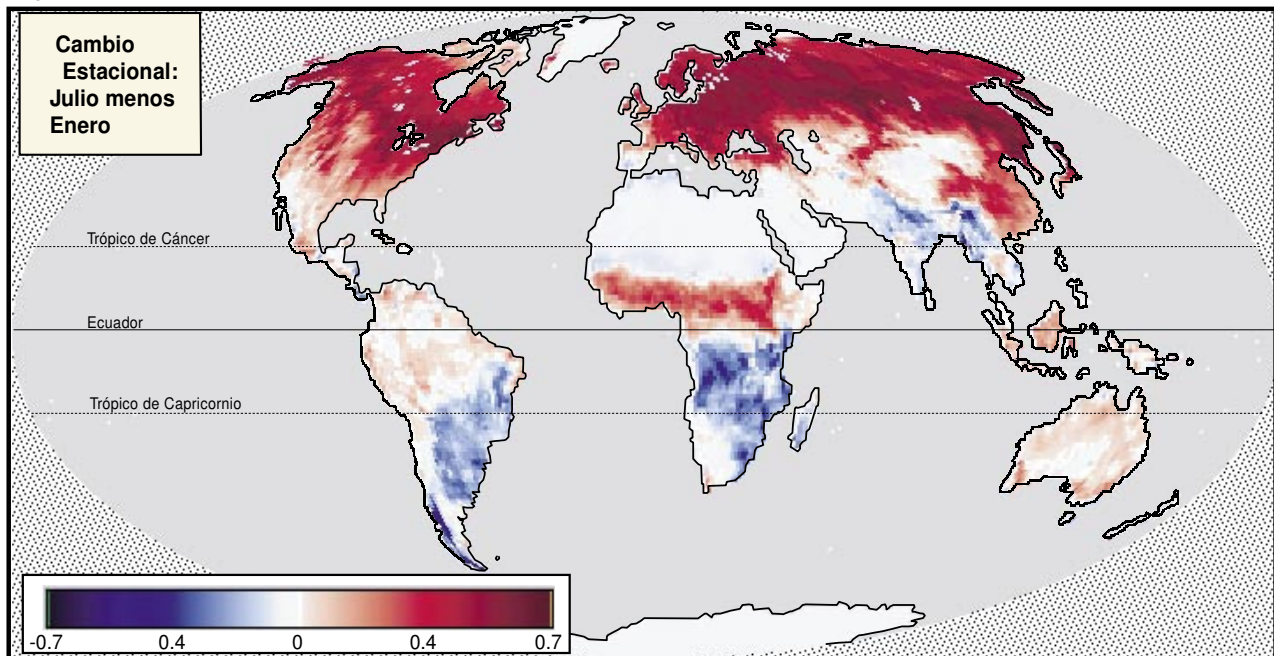 Cambio
Estacional:
Julio menos
Enero
Trópico de Cáncer
Ecuador
Trópico de Capricornio
-0.7 0.4 0 0.4 0.7